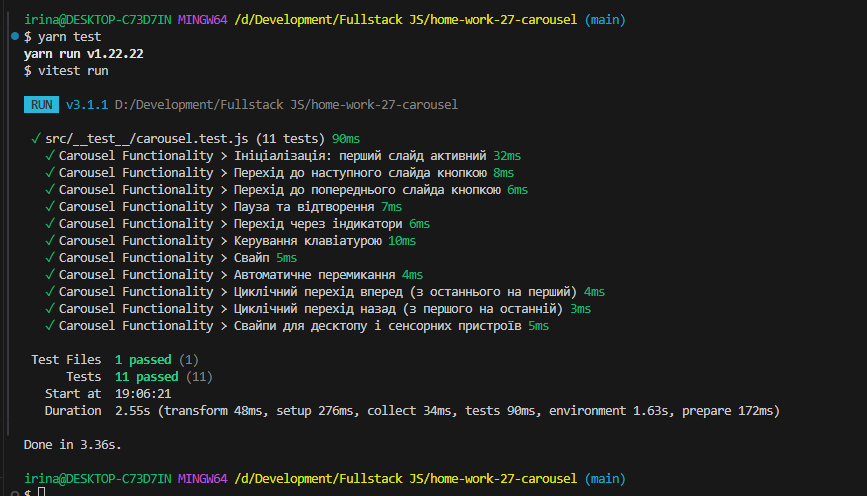 irina@DESKTOP-C73D7IN MINGW64 /d/Development/Fullstack JS/home-work-27-carousel (main)
$ yarn test
yarn run v1.22.22
$ vitest run
RUN v3.1.1 D:/Development/Fullstack JS/home-work-27-carousel
✓ src/__test__/carousel.test.js (11 tests) 90ms
✓ Carousel Functionality > Ініціалізація: перший слайд активний 32ms
✓ Carousel Functionality > Перехід до наступного слайда кнопкою 8ms
✓ Carousel Functionality > Перехід до попереднього слайда кнопкою 6ms
✓ Carousel Functionality > Пауза та відтворення 7ms
✓ Carousel Functionality > Перехід через індикатори 6ms
✓ Carousel Functionality > Керування клавіатурою 10ms
✓ Carousel Functionality > Свайп 5ms
✓ Carousel Functionality > Автоматичне перемикання 4ms
✓ Carousel Functionality > Циклічний перехід вперед (з останнього на перший) 4ms
✓ Carousel Functionality > Циклічний перехід назад (з першого на останній) 3ms
✓ Carousel Functionality > Свайпи для десктопу і сенсорних пристроїв 5ms
Test Files 1 passed (1)
Tests 11 passed (11)
Start at 19:06:21
Duration 2.55s (transform 48ms, setup 276ms, collect 34ms, tests 90ms, environment 1.63s, prepare 172ms)
Done in 3.36s.
irina@DESKTOP-C73D7IN MINGW64 /d/Development/Fullstack JS/home-work-27-carousel (main)
$